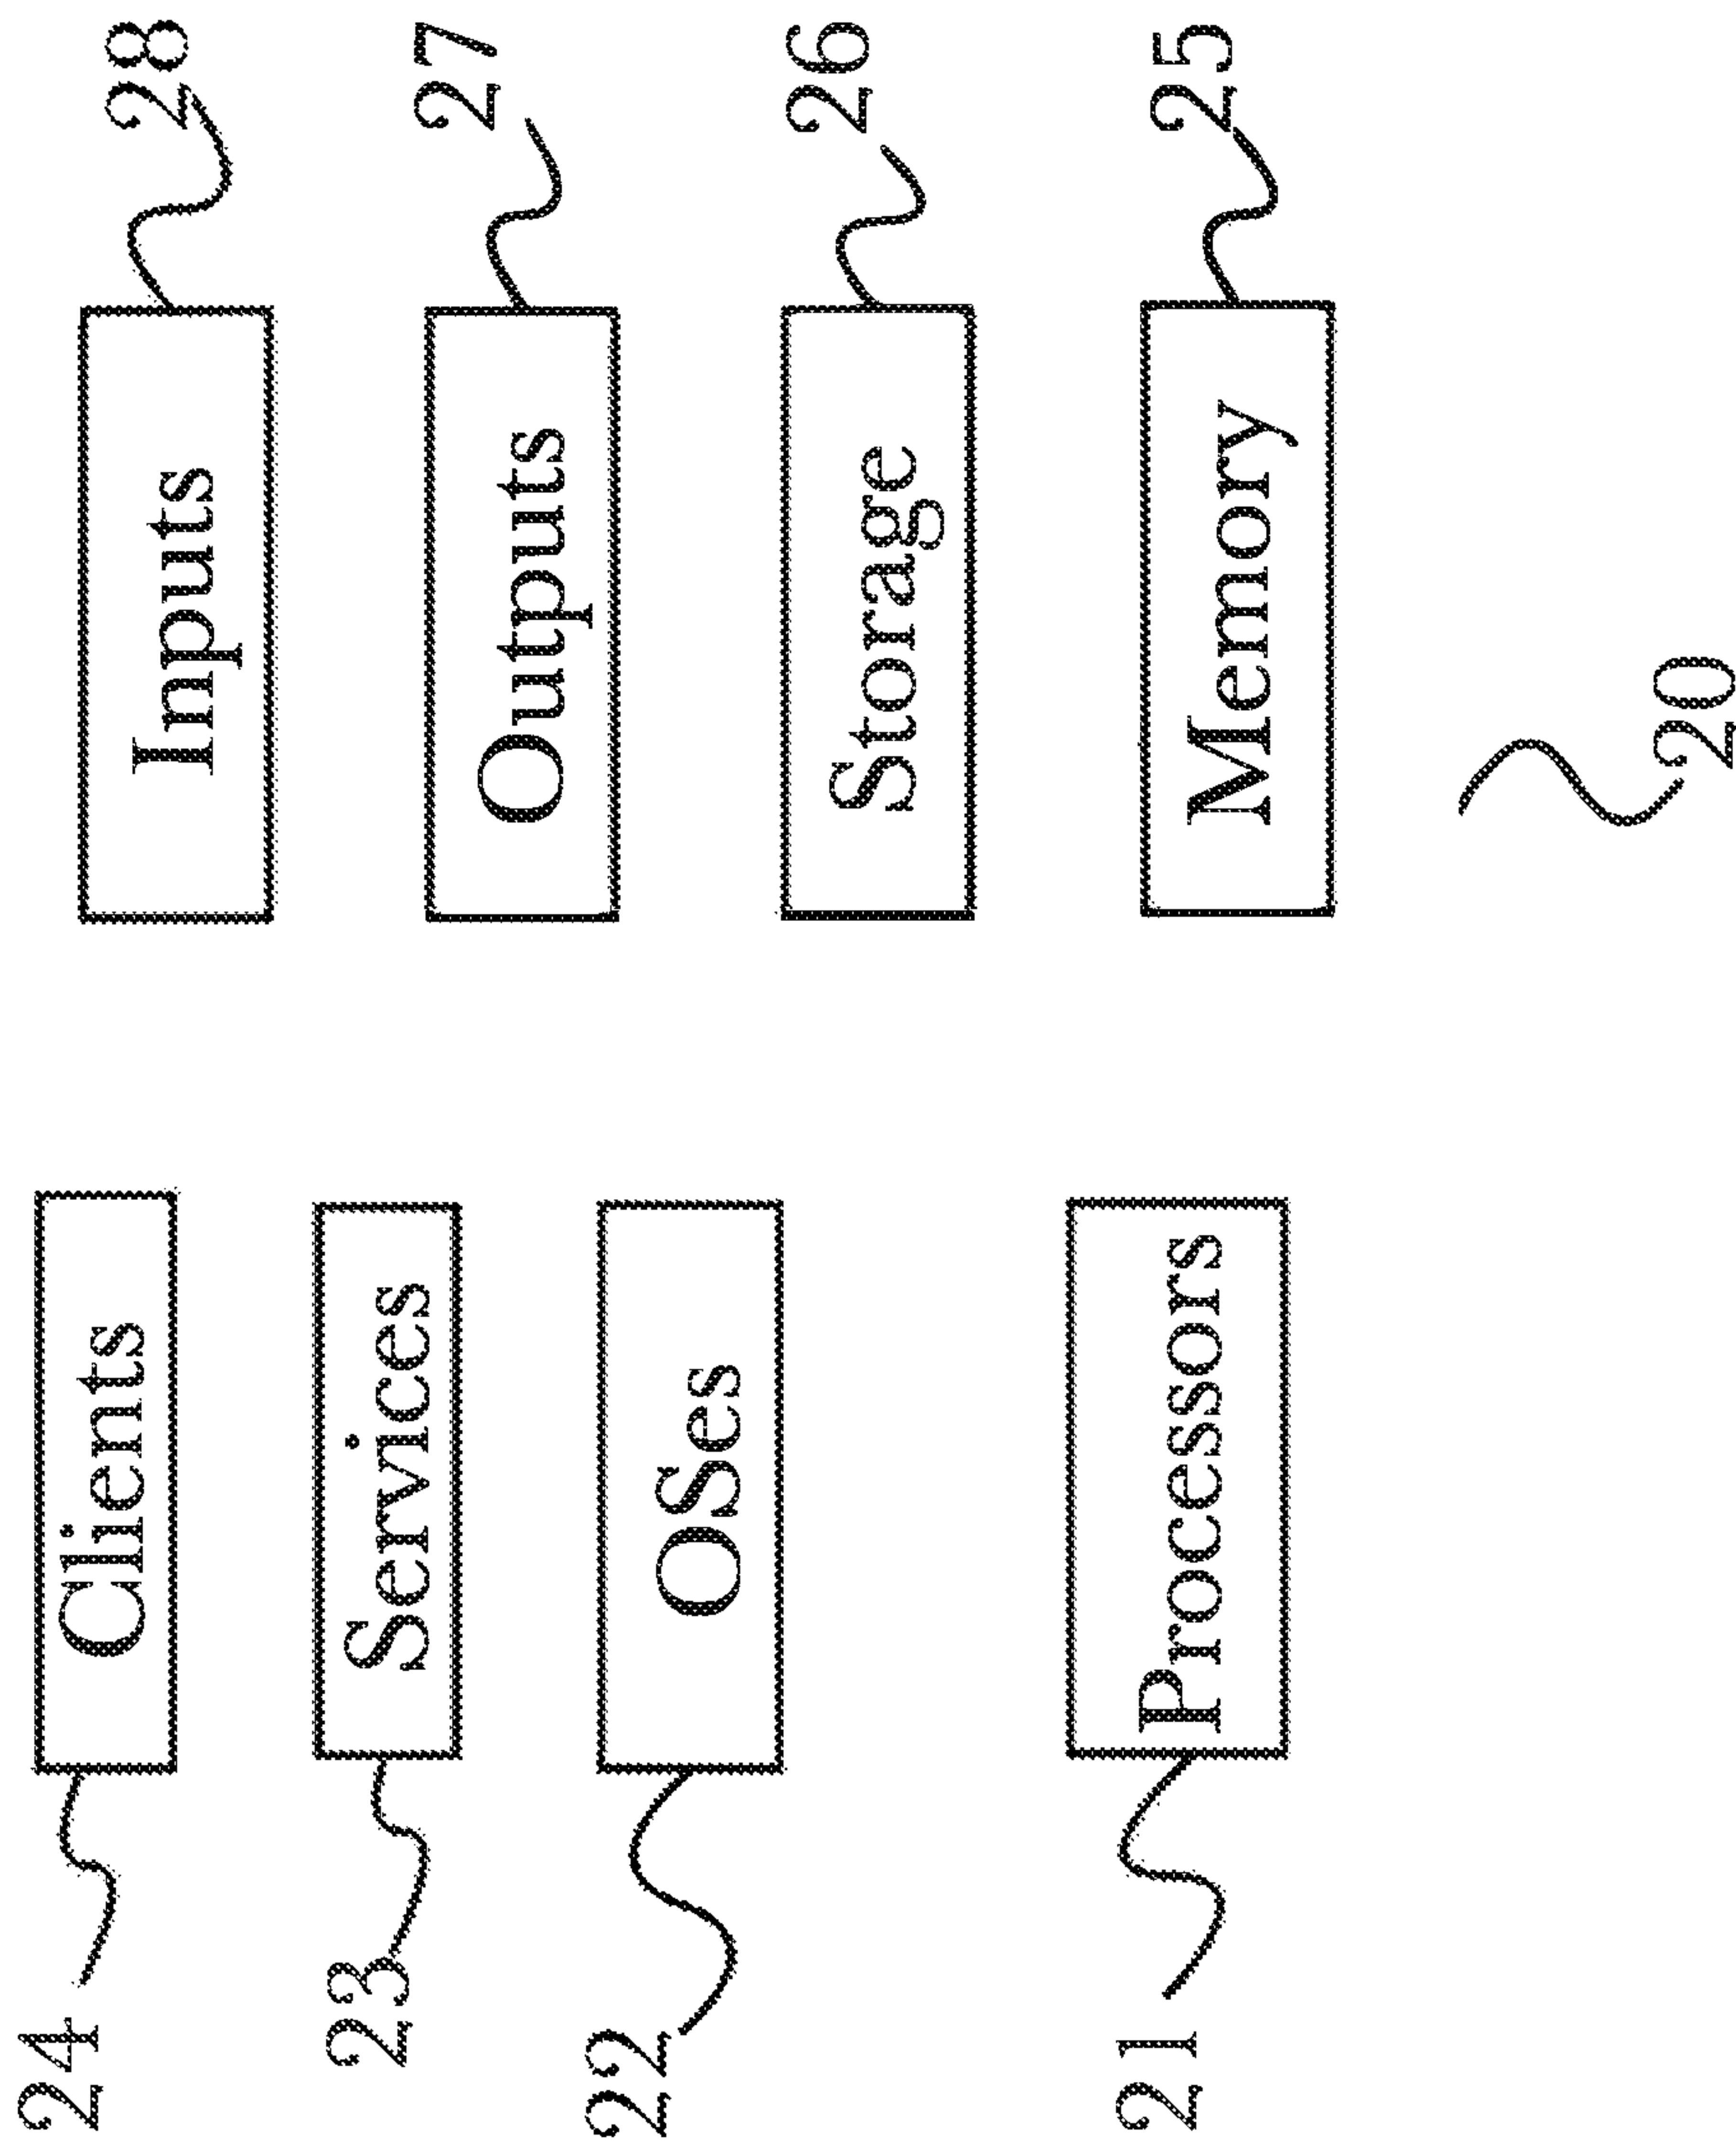 24 Clients Inputs 28
23 Services Outputs 27
22 OSes Storage 26
21 Processors Memory 25
20